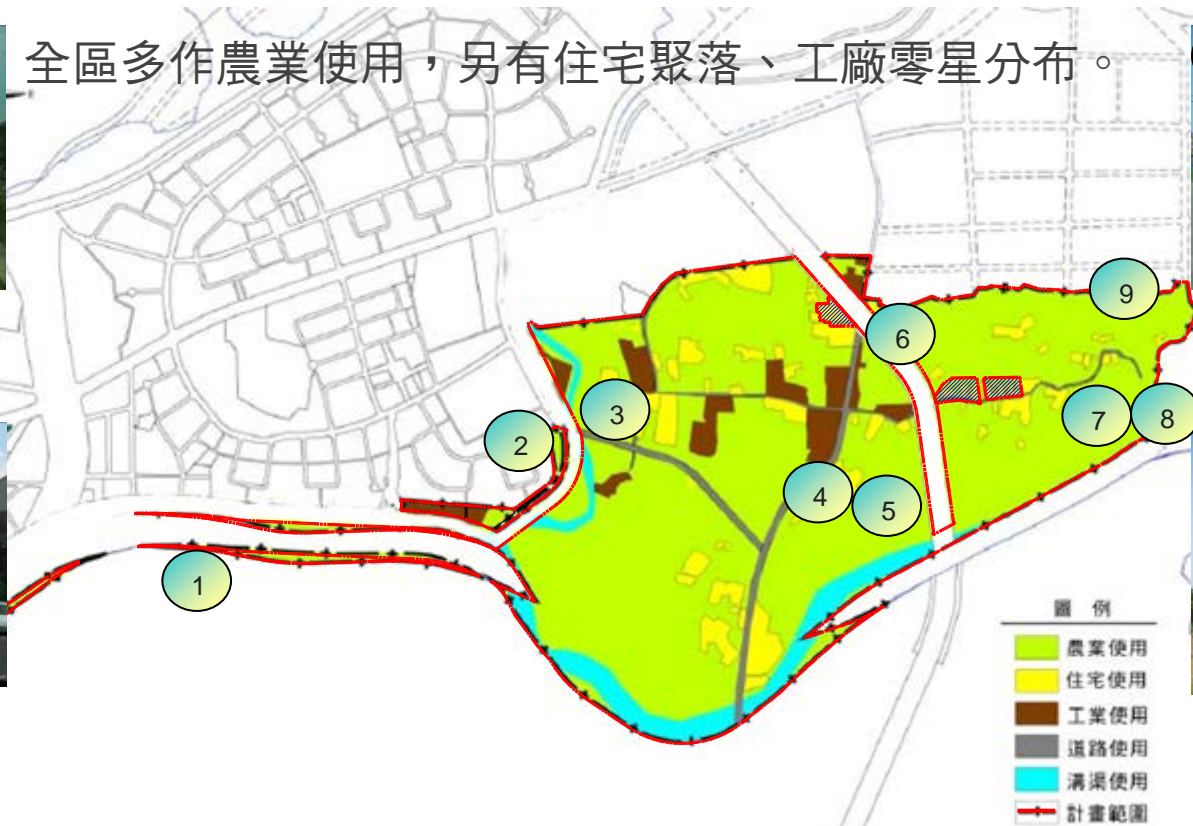 全區多作農業使用，另有住宅聚落、工廠零星分布。
9
6
3
7
8
2
4
5
1
圖例
農業使用
住宅使用
工業使用
道路使用
溝渠使用
計畫範圍